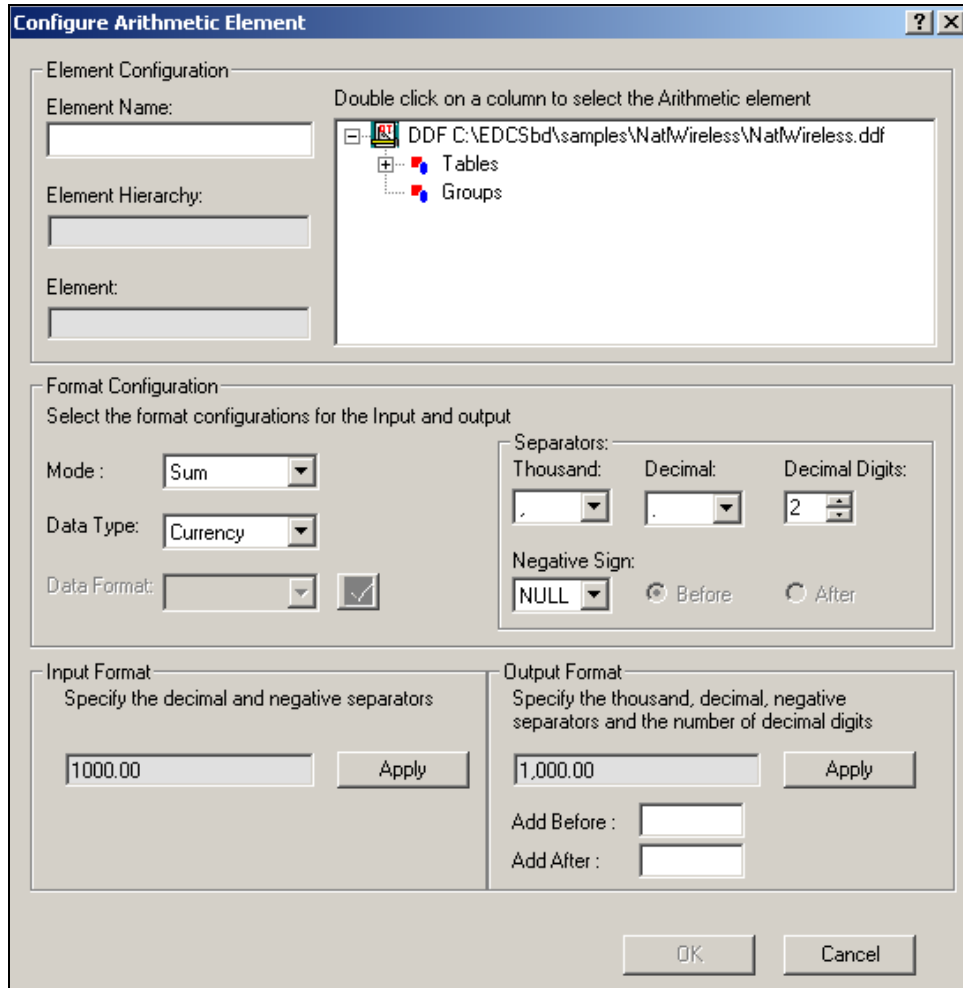 Configure Arithmetic Element
Element Configuration
Element Name:
Double click on a column to select the Arithmetic element
DDF C:\EDCSbd\samples\NatlWireless\NatlWireless.ddf
Tables
Groups
Element Hierarchy:
Element:
Format Configuration
Select the format configurations for the Input and output
Mode :
Sum
Data Type:
Currency
Data Format:
Separators:
Thousand:
Decimal:
Decimal Digits:
,
.
2
Negative Sign:
NULL
Before
After
Input Format
Specify the decimal and negative separators
1000.00
Apply
Output Format
Specify the thousand, decimal, negative
separators and the number of decimal digits
1,000.00
Apply
Add Before :
Add After :
OK
Cancel